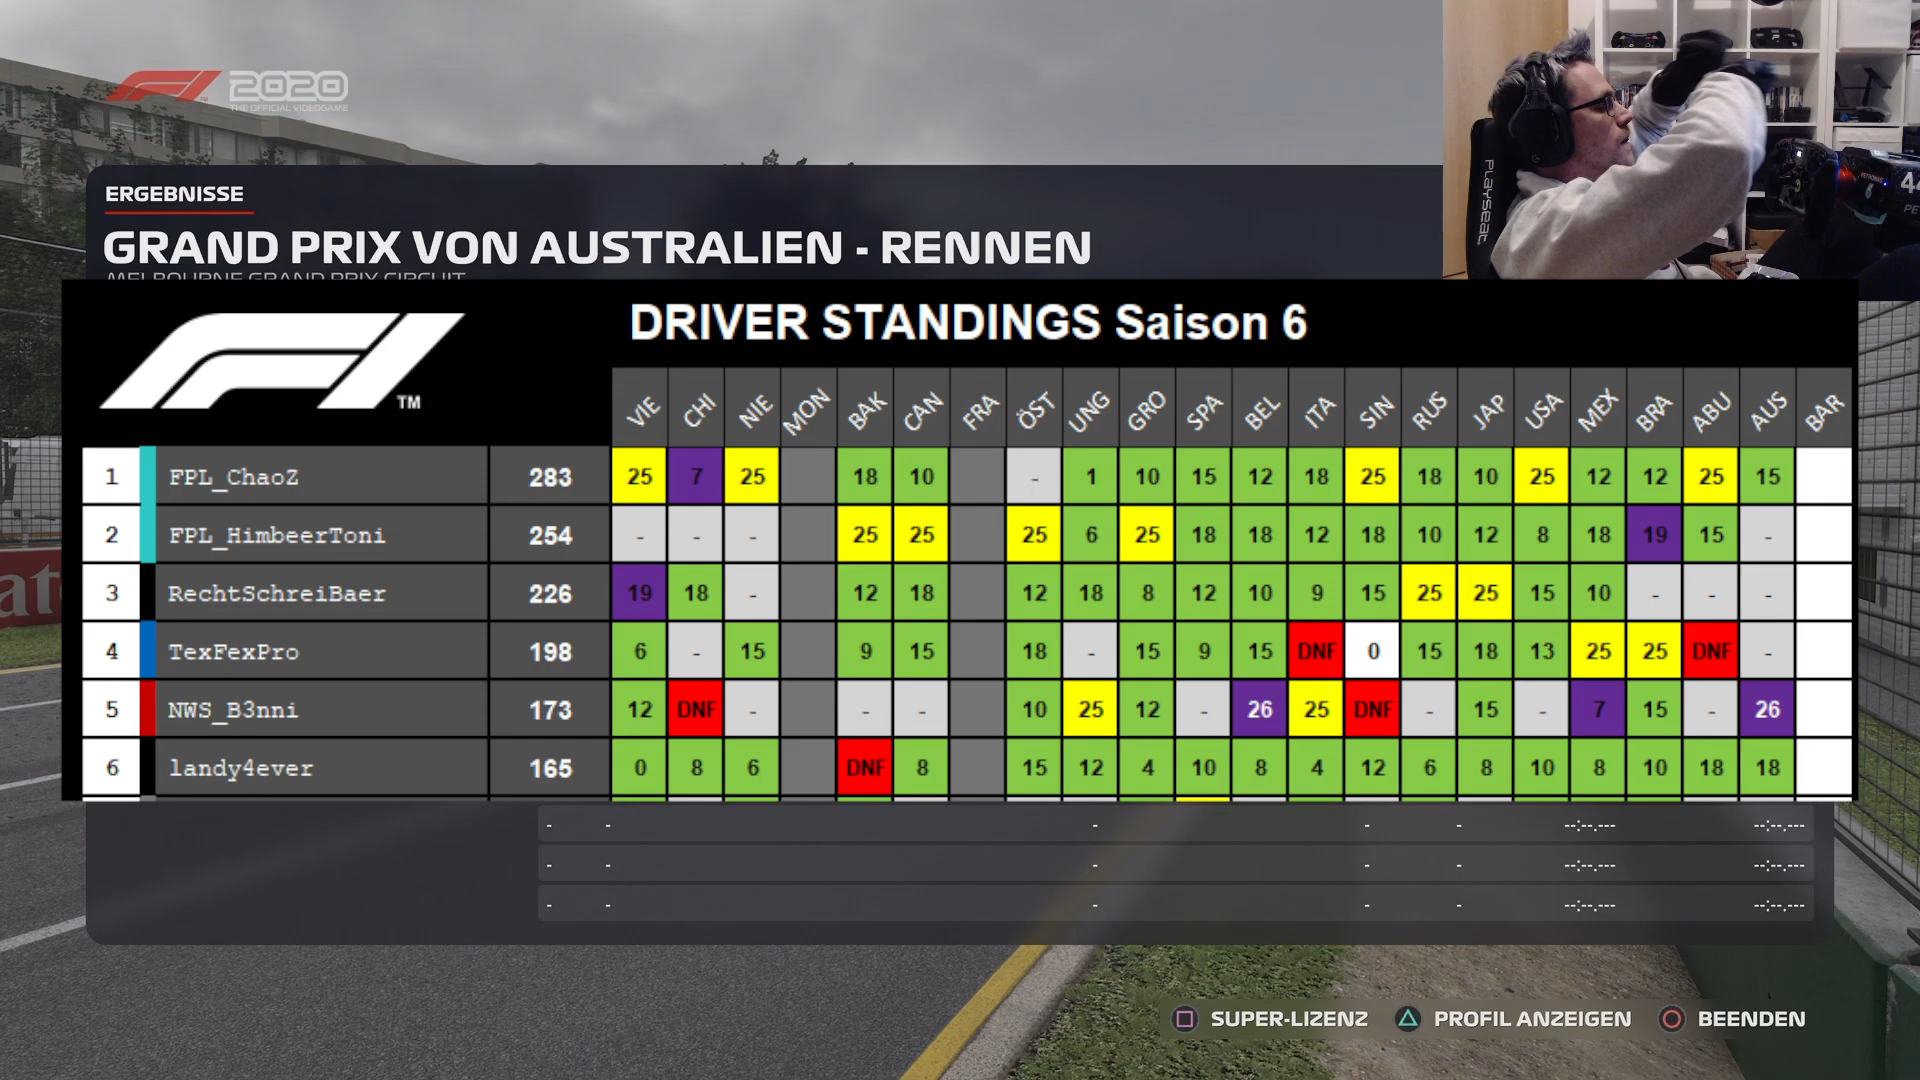 F1 2020
THE OFFICIAL VIDEOGAME
ERGEBNISSE
GRAND PRIX VON AUSTRALIEN - RENNEN
MELBOURNE GRAND PRIX CIRCUIT
Playseat
PETRONAS
44
DRIVER STANDINGS Saison 6
F1 TM
VIE CHI NIE MON BAK CAN FRA ÖST UNG GRO SPA BEL ITA SIN RUS JAP USA MEX BRA ABU AUS BAR
1 FPL_ChaoZ 283 25 7 25 18 10 - 1 10 15 12 18 25 18 10 25 12 12 25 15
2 FPL_HimbeerToni 254 - - - 25 25 25 6 25 18 18 12 18 10 12 8 18 19 15 -
3 RechtSchreiBaer 226 19 18 - 12 18 12 18 8 12 10 9 15 25 25 15 10 - - -
4 TexFexPro 198 6 - 15 9 15 18 - 15 9 15 DNF 0 15 18 13 25 25 DNF -
5 NWS_B3nni 173 12 DNF - - - 10 25 12 - 26 25 DNF - 15 - 7 15 - 26
6 landy4ever 165 0 8 6 DNF 8 15 12 4 10 8 4 12 6 8 10 8 10 18 18
- - - - - --:--.--- --:--.---
- - - - - --:--.--- --:--.---
- - - - - --:--.--- --:--.---
SUPER-LIZENZ PROFIL ANZEIGEN BEENDEN